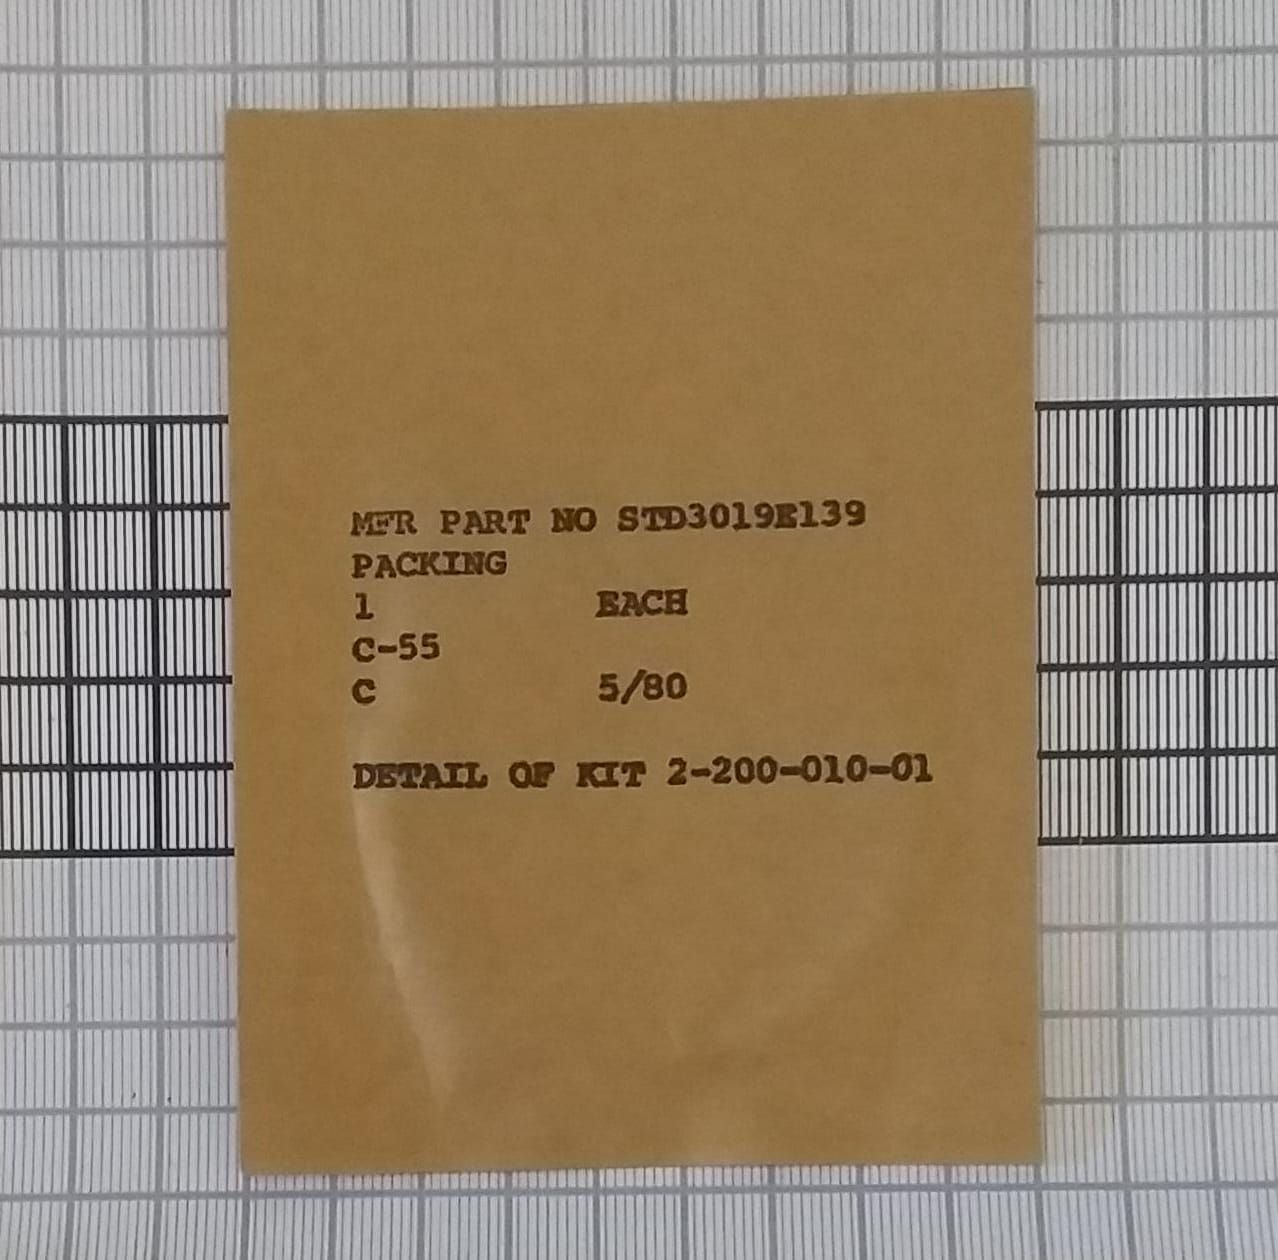 MFR PART NO STD3019E139
PACKING
1 EACH
C-55
C 5/80
DETAIL OF KIT 2-200-010-01